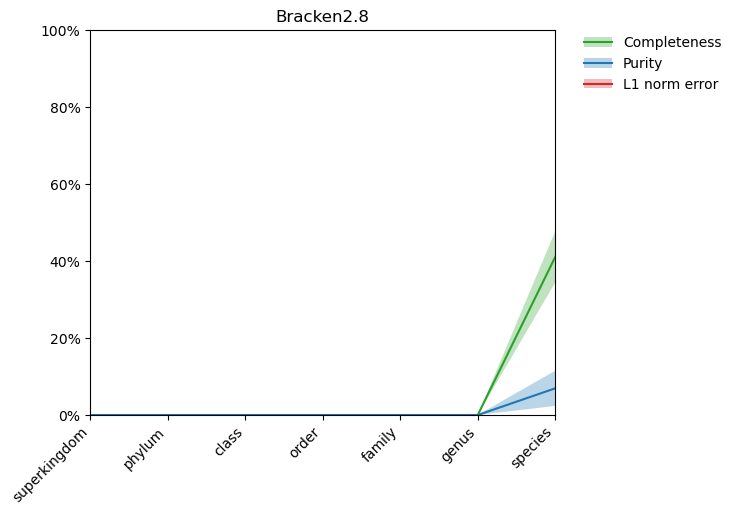 Bracken2.8
100%
80%
60%
40%
20%
0%
superkingdom
phylum
class
order
family
genus
species
Completeness
Purity
L1 norm error